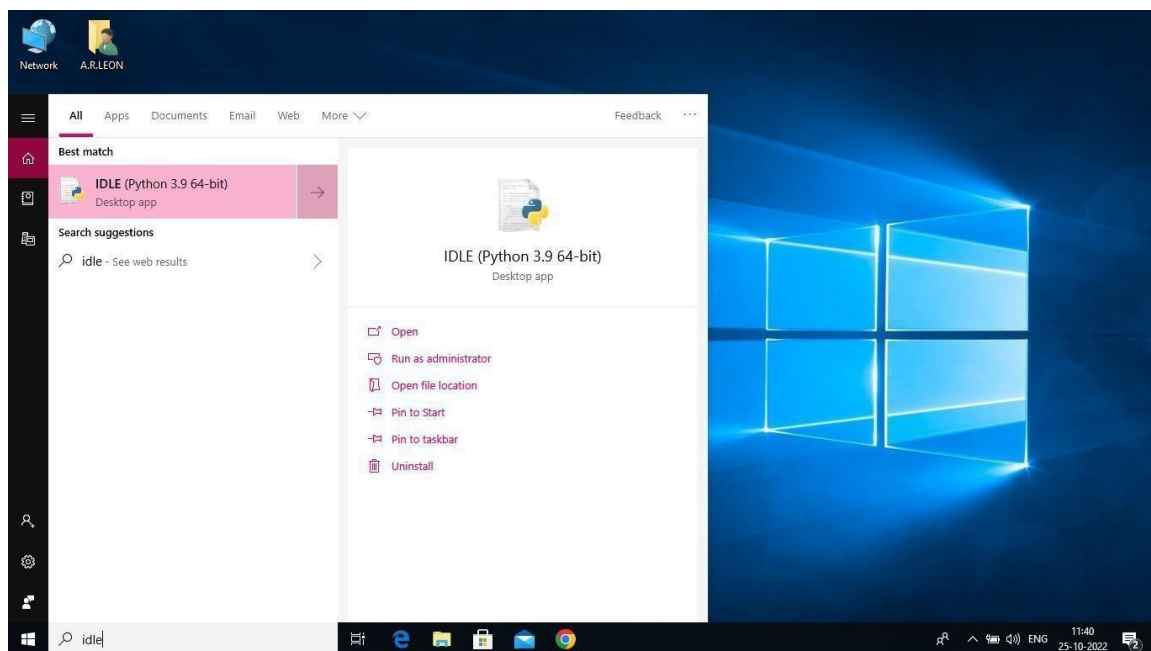 Network
A.R.LEON
All Apps Documents Email Web More
Feedback ...
Best match
IDLE (Python 3.9 64-bit)
Desktop app
Search suggestions
idle - See web results
IDLE (Python 3.9 64-bit)
Desktop app
Open
Run as administrator
Open file location
Pin to Start
Pin to taskbar
Uninstall
idle
ENG
11:40
25-10-2022
2